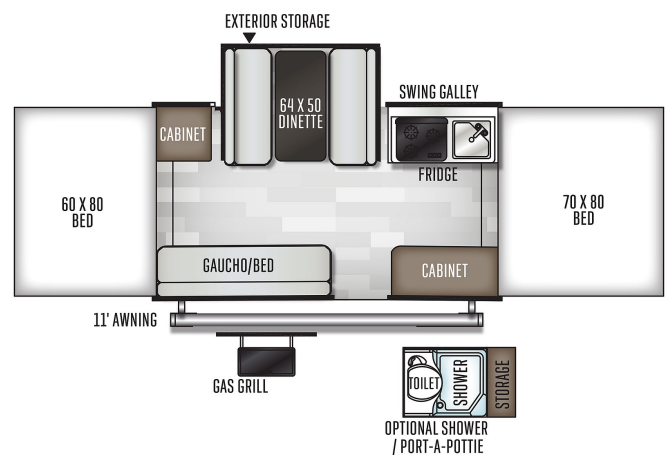 EXTERIOR STORAGE
64 X 50
DINETTE
SWING GALLEY
CABINET
FRIDGE
60 X 80
BED
70 X 80
BED
GAUCHO/BED
CABINET
11' AWNING
GAS GRILL
TOILET
SHOWER
STORAGE
OPTIONAL SHOWER
/ PORT-A-POTTIE